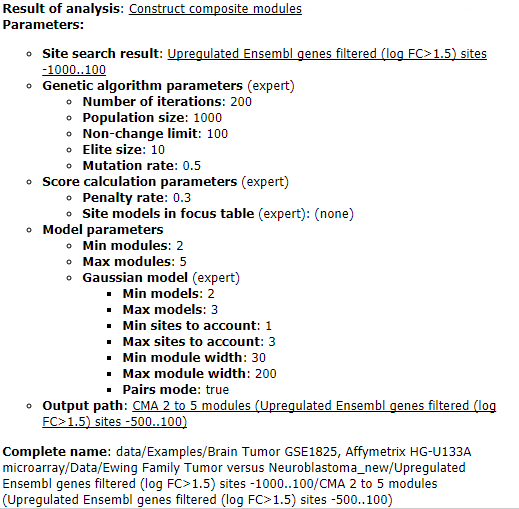 Result of analysis: Construct composite modules
Parameters:
Site search result: Upregulated Ensembl genes filtered (log FC>1.5) sites
-1000..100
Genetic algorithm parameters (expert)
Number of iterations: 200
Population size: 1000
Non-change limit: 100
Elite size: 10
Mutation rate: 0.5
Score calculation parameters (expert)
Penalty rate: 0.3
Site models in focus table (expert): (none)
Model parameters
Min modules: 2
Max modules: 5
Gaussian model (expert)
Min models: 2
Max models: 3
Min sites to account: 1
Max sites to account: 3
Min module width: 30
Max module width: 200
Pairs mode: true
Output path: CMA 2 to 5 modules (Upregulated Ensembl genes filtered (log
FC>1.5) sites -500..100)
Complete name: data/Examples/Brain Tumor GSE1825, Affymetrix HG-U133A
microarray/Data/Ewing Family Tumor versus Neuroblastoma_new/Upregulated
Ensembl genes filtered (log FC>1.5) sites -1000..100/CMA 2 to 5 modules
(Upregulated Ensembl genes filtered (log FC>1.5) sites -500..100)